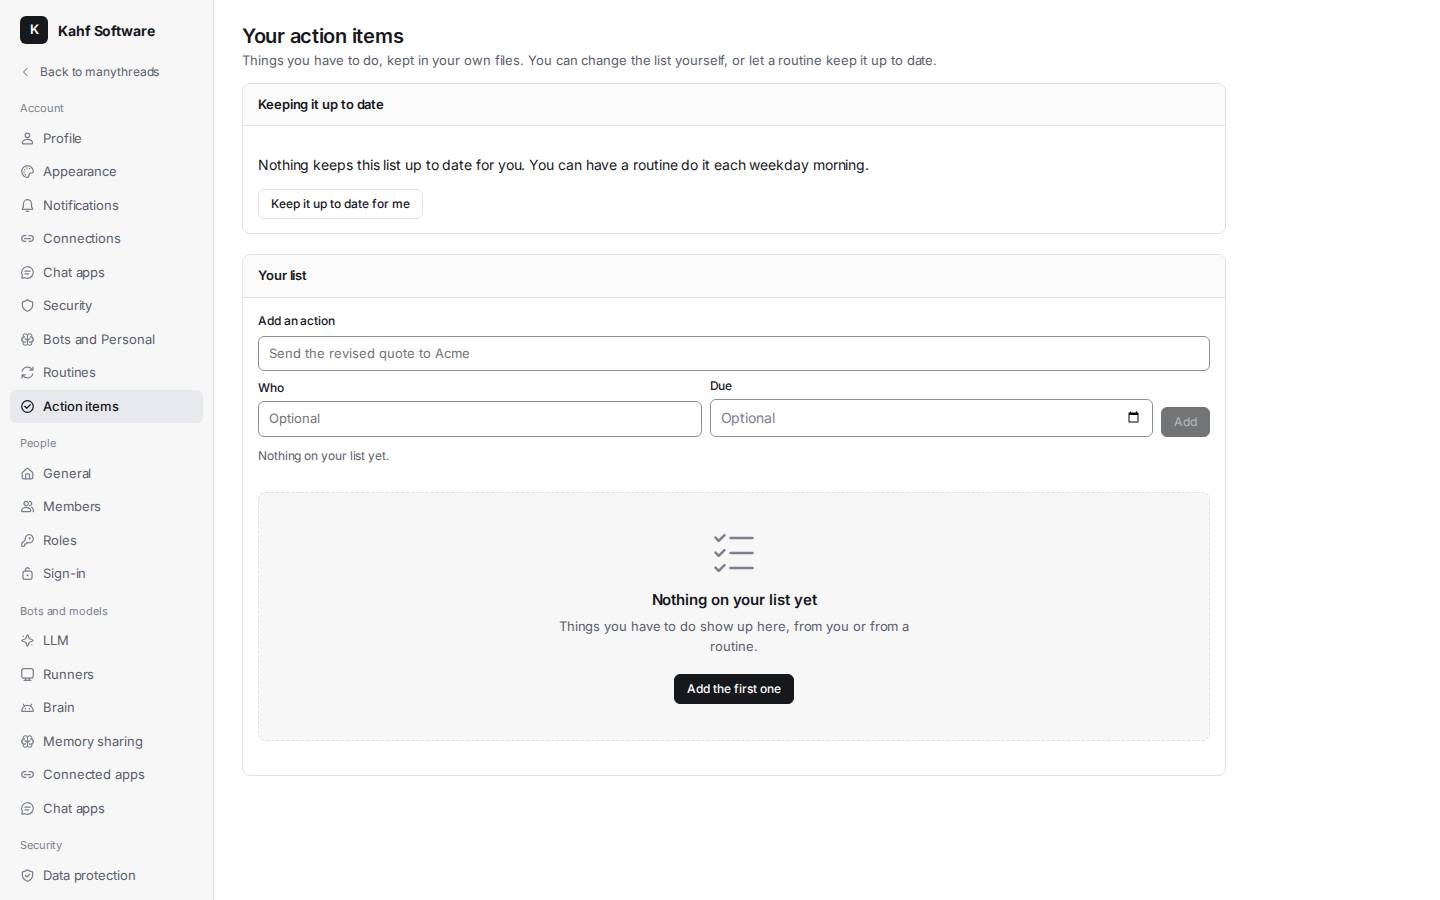 K
Kahf Software
Back to manythreads
Account
Profile
Appearance
Notifications
Connections
Chat apps
Security
Bots and Personal
Routines
Action items
People
General
Members
Roles
Sign-in
Bots and models
LLM
Runners
Brain
Memory sharing
Connected apps
Chat apps
Security
Data protection
Your action items
Things you have to do, kept in your own files. You can change the list yourself, or let a routine keep it up to date.
Keeping it up to date
Nothing keeps this list up to date for you. You can have a routine do it each weekday morning.
Keep it up to date for me
Your list
Add an action
Send the revised quote to Acme
Who
Due
Optional
Optional
Add
Nothing on your list yet.
Nothing on your list yet
Things you have to do show up here, from you or from a
routine.
Add the first one